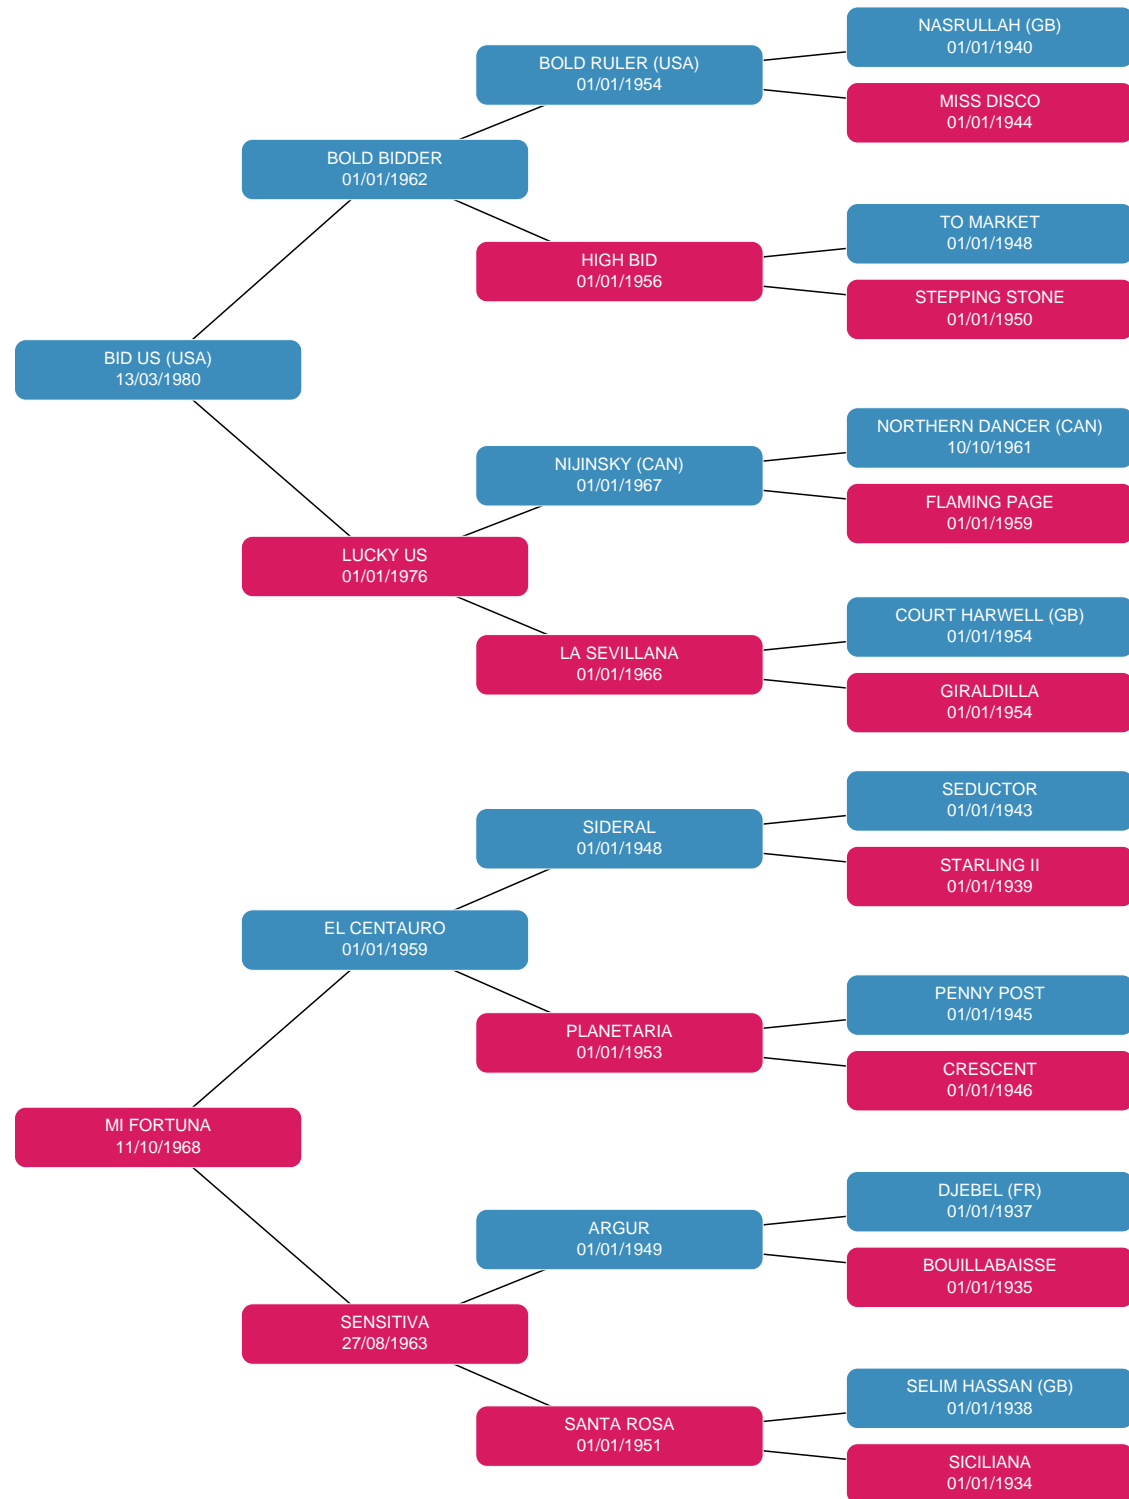 NASRULLAH (GB)
01/01/1940
BOLD RULER (USA)
01/01/1954
MISS DISCO
01/01/1944
BOLD BIDDER
01/01/1962
TO MARKET
01/01/1948
HIGH BID
01/01/1956
STEPPING STONE
01/01/1950
BID US (USA)
13/03/1980
NORTHERN DANCER (CAN)
10/10/1961
NIJINSKY (CAN)
01/01/1967
FLAMING PAGE
01/01/1959
LUCKY US
01/01/1976
COURT HARWELL (GB)
01/01/1954
LA SEVILLANA
01/01/1966
GIRALDILLA
01/01/1954
SEDUCTOR
01/01/1943
SIDERAL
01/01/1948
STARLING II
01/01/1939
EL CENTAURO
01/01/1959
PENNY POST
01/01/1945
PLANETARIA
01/01/1953
CRESCENT
01/01/1946
MI FORTUNA
11/10/1968
DJEBEL (FR)
01/01/1937
ARGUR
01/01/1949
BOUILLABAISSE
01/01/1935
SENSITIVA
27/08/1963
SELIM HASSAN (GB)
01/01/1938
SANTA ROSA
01/01/1951
SICILIANA
01/01/1934